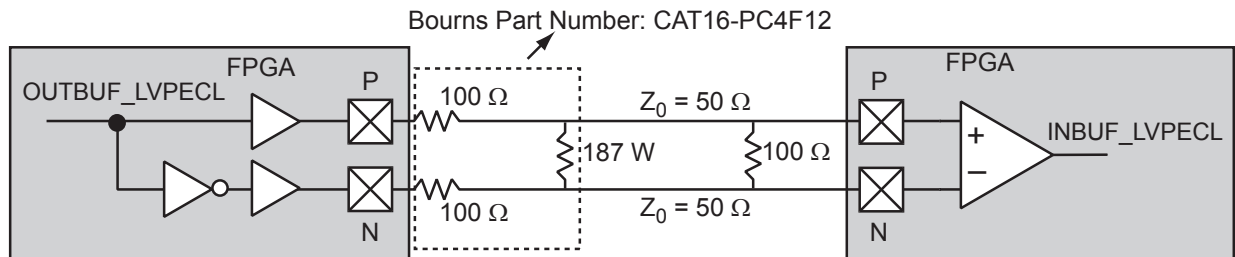 Bourns Part Number: CAT16-PC4F12
FPGA
OUTBUF_LVPECL
P
100 Ω
Z0 = 50 Ω
P
FPGA
187 W
100 Ω
+
−
INBUF_LVPECL
N
100 Ω
Z0 = 50 Ω
N